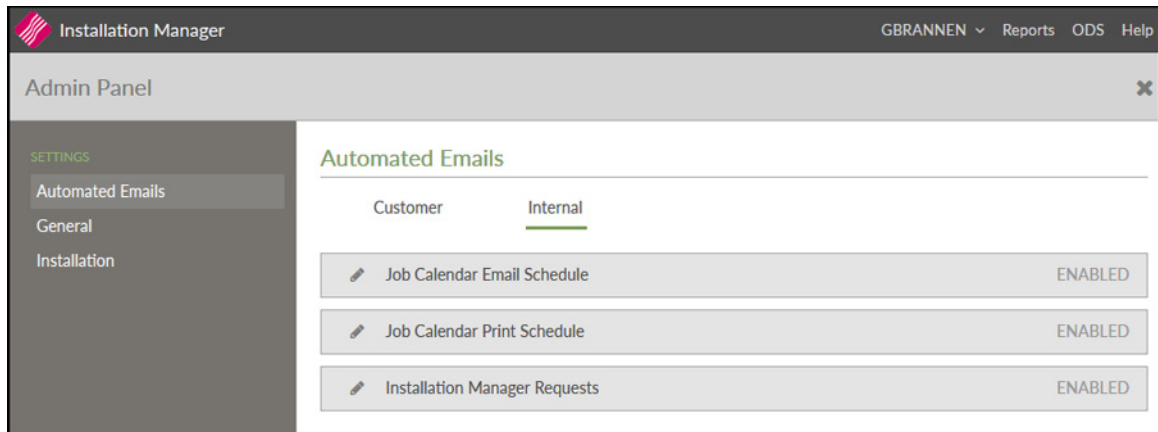 Installation Manager
GBRANNEN Reports ODS Help
Admin Panel
SETTINGS
Automated Emails
General
Installation
Automated Emails
Customer Internal
Job Calendar Email Schedule ENABLED
Job Calendar Print Schedule ENABLED
Installation Manager Requests ENABLED